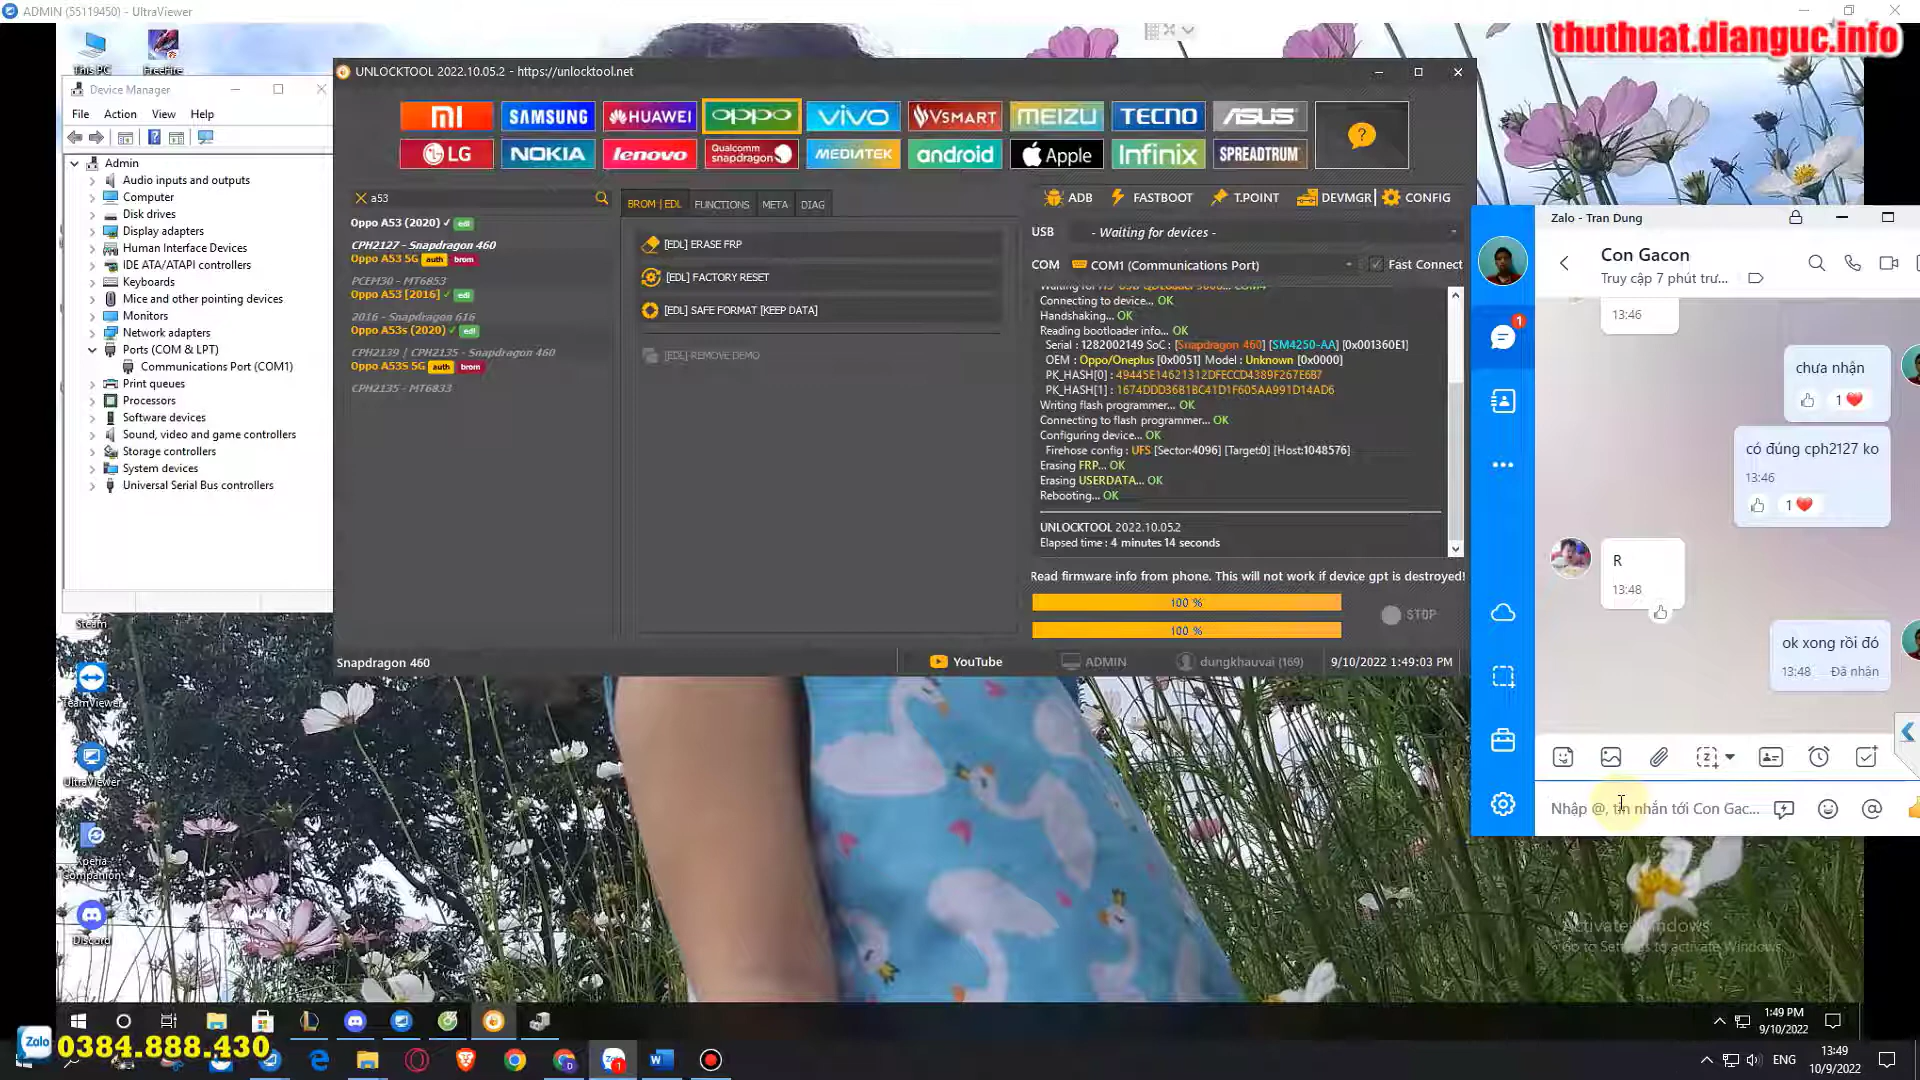 ADMIN (55119450) - UltraViewer
thuthuat.dianguc.info
This PC
FreeFire
Device Manager
File Action View Help
Admin
Audio inputs and outputs
Computer
Disk drives
Display adapters
Human Interface Devices
IDE ATA/ATAPI controllers
Keyboards
Mice and other pointing devices
Monitors
Network adapters
Ports (COM & LPT)
Communications Port (COM1)
Print queues
Processors
Software devices
Sound, video and game controllers
Storage controllers
System devices
Universal Serial Bus controllers
Steam
TeamViewer
UltraViewer
Xperia
Companion
Discord
UNLOCKTOOL 2022.10.05.2 - https://unlocktool.net
mi SAMSUNG HUAWEI oppo vivo VSMART MEIZU TECNO ASUS ?
LG NOKIA lenovo Qualcomm snapdragon MEDIATEK android Apple Infinix SPREADTRUM
a53
Oppo A53 (2020) ✓ edl
CPH2127 - Snapdragon 460
Oppo A53 5G auth brom
PCEM30 - MT6853
Oppo A53 [2016] ✓ edl
2016 - Snapdragon 616
Oppo A53s (2020) ✓ edl
CPH2139 | CPH2135 - Snapdragon 460
Oppo A53S 5G auth brom
CPH2135 - MT6833
BROM | EDL FUNCTIONS META DIAG
[EDL] ERASE FRP
[EDL] FACTORY RESET
[EDL] SAFE FORMAT [KEEP DATA]
[EDL] REMOVE DEMO
ADB FASTBOOT T.POINT DEVMGR CONFIG
USB - Waiting for devices -
COM COM1 (Communications Port) Fast Connect
Connecting to device... OK
Handshaking... OK
Reading bootloader info... OK
Serial : 1282002149 SoC : [Snapdragon 460] [SM4250-AA] [0x001360E1]
OEM : Oppo/Oneplus [0x0051] Model : Unknown [0x0000]
PK_HASH[0] : 49445E14621312DFECCD4389F267E6B7
PK_HASH[1] : 1674DDD3681BC41D1F605AA991D14AD6
Writing flash programmer... OK
Connecting to flash programmer... OK
Configuring device... OK
Firehose config : UFS [Sector:4096] [Target:0] [Host:1048576]
Erasing FRP... OK
Erasing USERDATA... OK
Rebooting... OK
UNLOCKTOOL 2022.10.05.2
Elapsed time : 4 minutes 14 seconds
Read firmware info from phone. This will not work if device gpt is destroyed!
100 %
100 %
STOP
Snapdragon 460
YouTube ADMIN dungkhauvai (169) 9/10/2022 1:49:03 PM
Zalo - Tran Dung
Con Gacon
Truy cập 7 phút trư...
1
13:46
chưa nhận
1
có đúng cph2127 ko
13:46
1
R
13:48
ok xong rồi đó
13:48 Đã nhận
Nhập @, tin nhắn tới Con Gac...
Activate Windows
Go to Settings to activate Windows.
1:49 PM
9/10/2022
Zalo
0384.888.430
ENG
13:49
10/9/2022